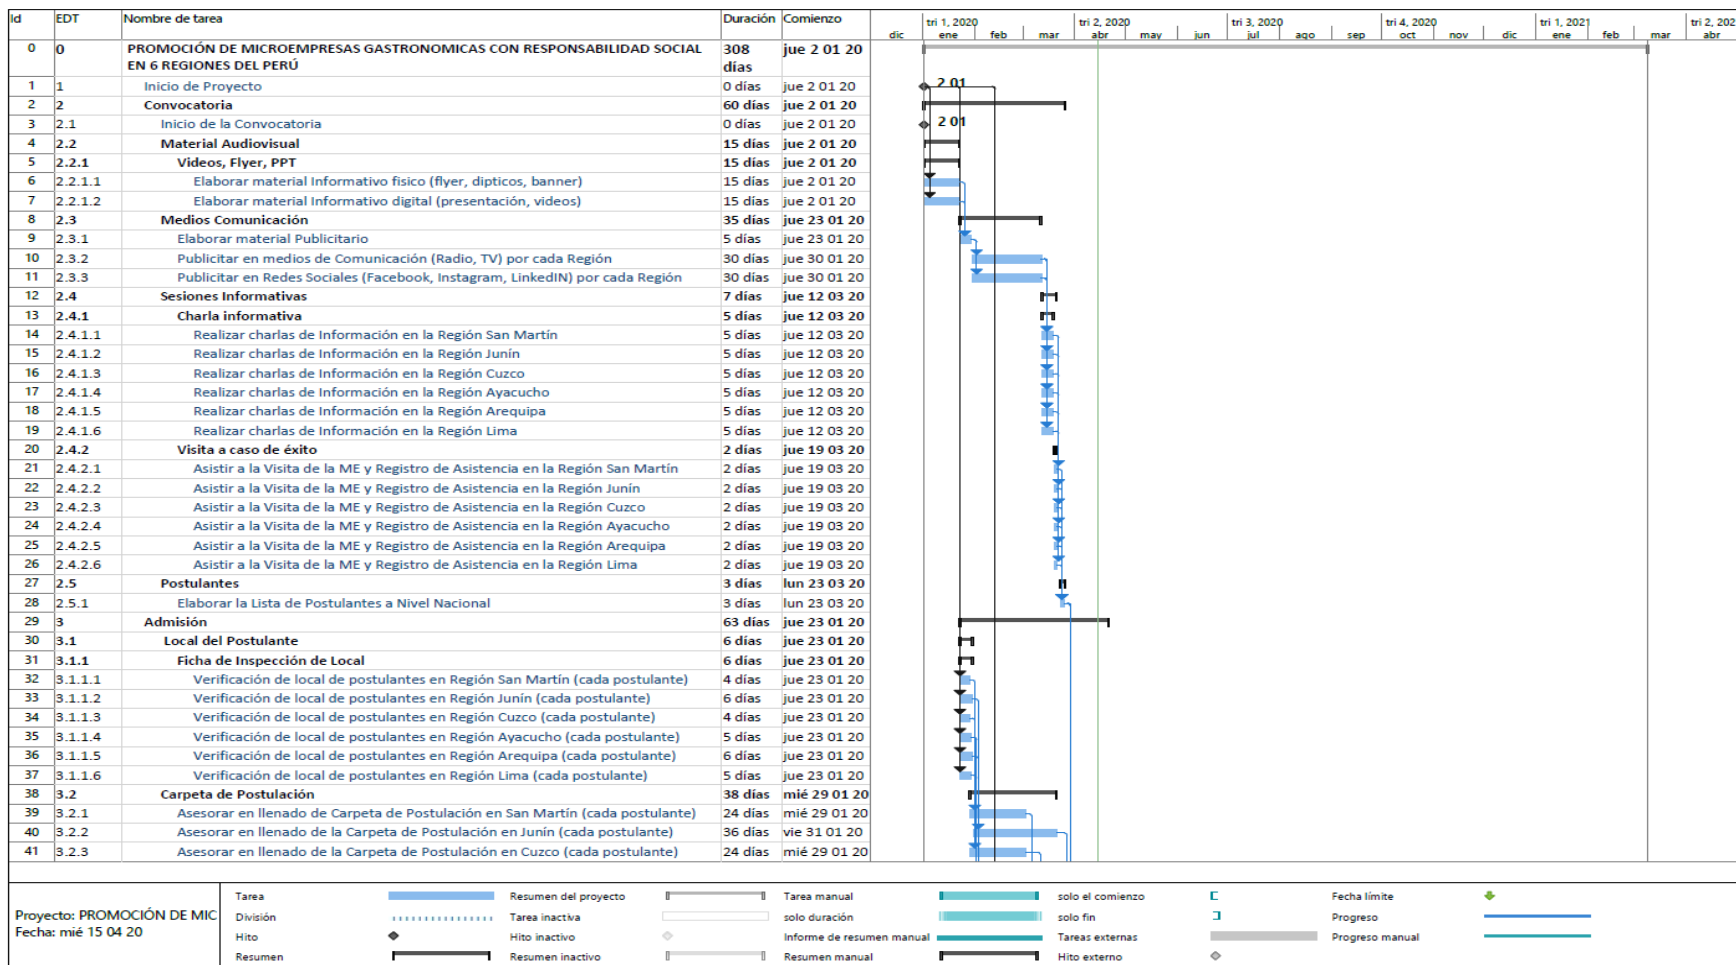 Id EDT Nombre de tarea Duración Comienzo
tri 1, 2020 tri 2, 2020 tri 3, 2020 tri 4, 2020 tri 1, 2021 tri 2, 202
dic ene feb mar abr may jun jul ago sep oct nov dic ene feb mar abr
0 0 PROMOCIÓN DE MICROEMPRESAS GASTRONOMICAS CON RESPONSABILIDAD SOCIAL 308 jue 2 01 20
EN 6 REGIONES DEL PERÚ días
1 1 Inicio de Proyecto 0 días jue 2 01 20 2 01
2 2 Convocatoria 60 días jue 2 01 20
3 2.1 Inicio de la Convocatoria 0 días jue 2 01 20 2 01
4 2.2 Material Audiovisual 15 días jue 2 01 20
5 2.2.1 Videos, Flyer, PPT 15 días jue 2 01 20
6 2.2.1.1 Elaborar material Informativo fisico (flyer, dipticos, banner) 15 días jue 2 01 20
7 2.2.1.2 Elaborar material Informativo digital (presentación, videos) 15 días jue 2 01 20
8 2.3 Medios Comunicación 35 días jue 23 01 20
9 2.3.1 Elaborar material Publicitario 5 días jue 23 01 20
10 2.3.2 Publicitar en medios de Comunicación (Radio, TV) por cada Región 30 días jue 30 01 20
11 2.3.3 Publicitar en Redes Sociales (Facebook, Instagram, LinkedIN) por cada Región 30 días jue 30 01 20
12 2.4 Sesiones Informativas 7 días jue 12 03 20
13 2.4.1 Charla informativa 5 días jue 12 03 20
14 2.4.1.1 Realizar charlas de Información en la Región San Martín 5 días jue 12 03 20
15 2.4.1.2 Realizar charlas de Información en la Región Junín 5 días jue 12 03 20
16 2.4.1.3 Realizar charlas de Información en la Región Cuzco 5 días jue 12 03 20
17 2.4.1.4 Realizar charlas de Información en la Región Ayacucho 5 días jue 12 03 20
18 2.4.1.5 Realizar charlas de Información en la Región Arequipa 5 días jue 12 03 20
19 2.4.1.6 Realizar charlas de Información en la Región Lima 5 días jue 12 03 20
20 2.4.2 Visita a caso de éxito 2 días jue 19 03 20
21 2.4.2.1 Asistir a la Visita de la ME y Registro de Asistencia en la Región San Martín 2 días jue 19 03 20
22 2.4.2.2 Asistir a la Visita de la ME y Registro de Asistencia en la Región Junín 2 días jue 19 03 20
23 2.4.2.3 Asistir a la Visita de la ME y Registro de Asistencia en la Región Cuzco 2 días jue 19 03 20
24 2.4.2.4 Asistir a la Visita de la ME y Registro de Asistencia en la Región Ayacucho 2 días jue 19 03 20
25 2.4.2.5 Asistir a la Visita de la ME y Registro de Asistencia en la Región Arequipa 2 días jue 19 03 20
26 2.4.2.6 Asistir a la Visita de la ME y Registro de Asistencia en la Región Lima 2 días jue 19 03 20
27 2.5 Postulantes 3 días lun 23 03 20
28 2.5.1 Elaborar la Lista de Postulantes a Nivel Nacional 3 días lun 23 03 20
29 3 Admisión 63 días jue 23 01 20
30 3.1 Local del Postulante 6 días jue 23 01 20
31 3.1.1 Ficha de Inspección de Local 6 días jue 23 01 20
32 3.1.1.1 Verificación de local de postulantes en Región San Martín (cada postulante) 4 días jue 23 01 20
33 3.1.1.2 Verificación de local de postulantes en Región Junín (cada postulante) 6 días jue 23 01 20
34 3.1.1.3 Verificación de local de postulantes en Región Cuzco (cada postulante) 4 días jue 23 01 20
35 3.1.1.4 Verificación de local de postulantes en Región Ayacucho (cada postulante) 5 días jue 23 01 20
36 3.1.1.5 Verificación de local de postulantes en Región Arequipa (cada postulante) 6 días jue 23 01 20
37 3.1.1.6 Verificación de local de postulantes en Región Lima (cada postulante) 5 días jue 23 01 20
38 3.2 Carpeta de Postulación 38 días mié 29 01 20
39 3.2.1 Asesorar en llenado de Carpeta de Postulación en San Martín (cada postulante) 24 días mié 29 01 20
40 3.2.2 Asesorar en llenado de la Carpeta de Postulación en Junín (cada postulante) 36 días vie 31 01 20
41 3.2.3 Asesorar en llenado de la Carpeta de Postulación en Cuzco (cada postulante) 24 días mié 29 01 20
Proyecto: PROMOCIÓN DE MIC
Fecha: mié 15 04 20
Tarea Resumen del proyecto Tarea manual solo el comienzo Fecha límite
División Tarea inactiva solo duración solo fin Progreso
Hito Hito inactivo Informe de resumen manual Tareas externas Progreso manual
Resumen Resumen inactivo Resumen manual Hito externo